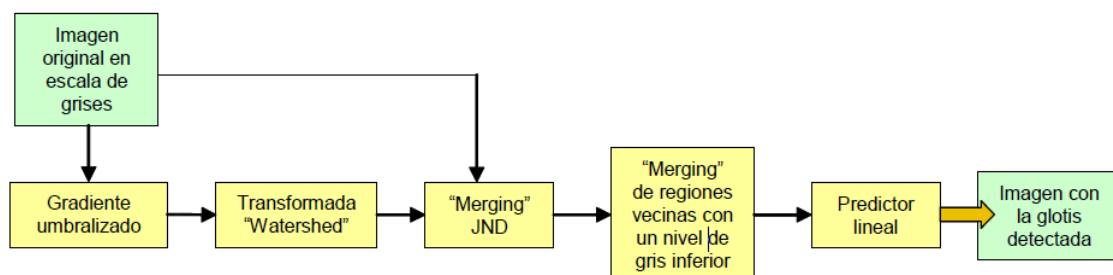 Imagen
original en
escala de
grises
Gradiente
umbralizado
Transformada
“Watershed”
“Merging”
JND
“Merging”
de regiones
vecinas con
un nivel de
gris inferior
Predictor
lineal
Imagen con
la glotis
detectada